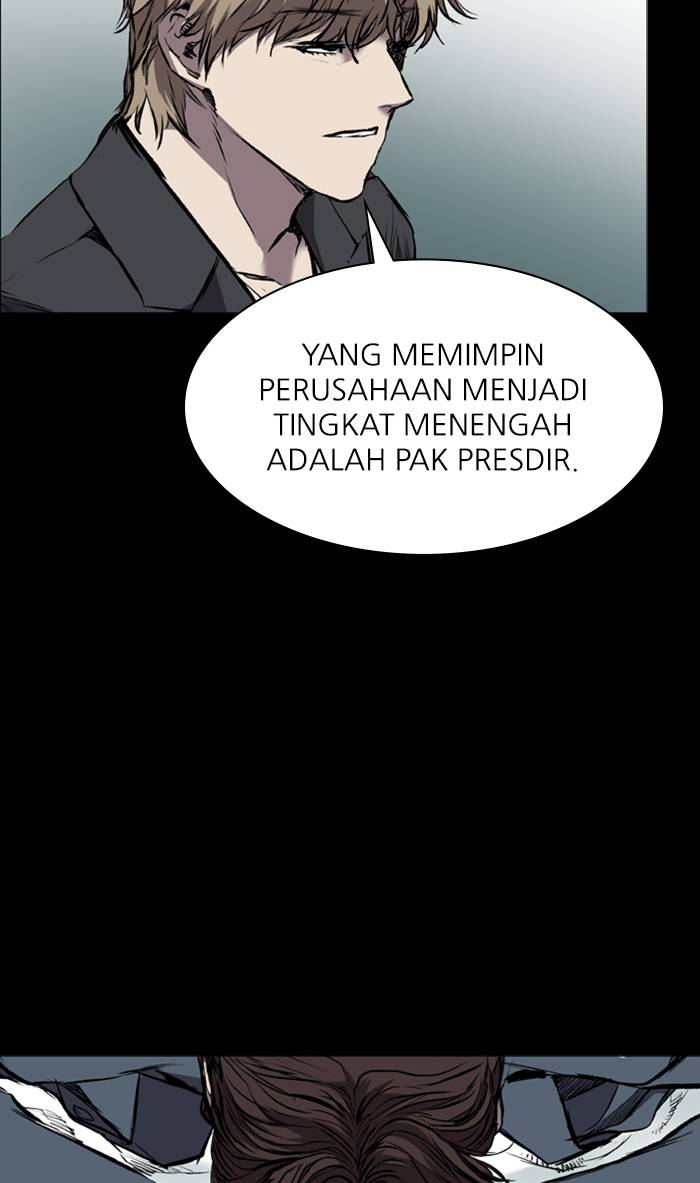 YANG MEMIMPIN
PERUSAHAAN MENJADI
TINGKAT MENENGAH
ADALAH PAK PRESDIR.